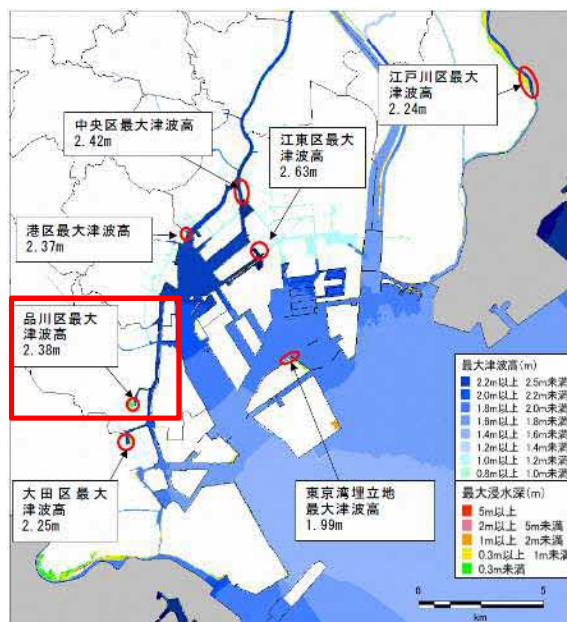 江戸川区最大
津波高
2.24m
中央区最大津波高
2.42m
江東区最大
津波高
2.63m
港区最大津波高
2.37m
品川区最大
津波高
2.38m
大田区最大
津波高
2.25m
東京湾埋立地
最大津波高
1.99m
最大津波高(m)
2.2m以上 2.5m未満
2.0m以上 2.2m未満
1.8m以上 2.0m未満
1.6m以上 1.8m未満
1.4m以上 1.6m未満
1.2m以上 1.4m未満
1.0m以上 1.2m未満
0.8m以上 1.0m未満
最大浸水深(m)
5m以上
2m以上 5m未満
1m以上 2m未満
0.3m以上 1m未満
0.3m未満
0 5
km